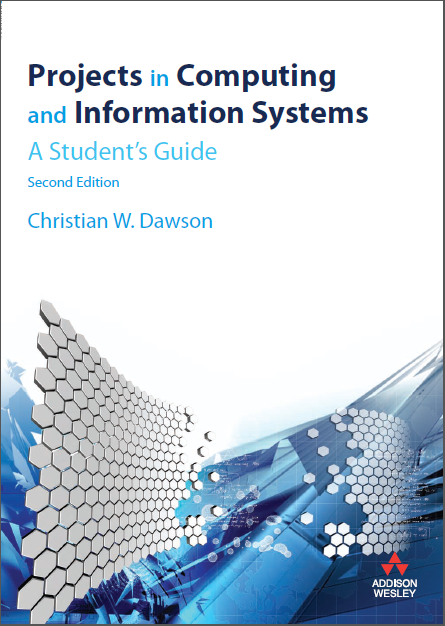 Projects in Computing
and Information Systems
A Student's Guide
Second Edition
Christian W. Dawson
ADDISON
WESLEY